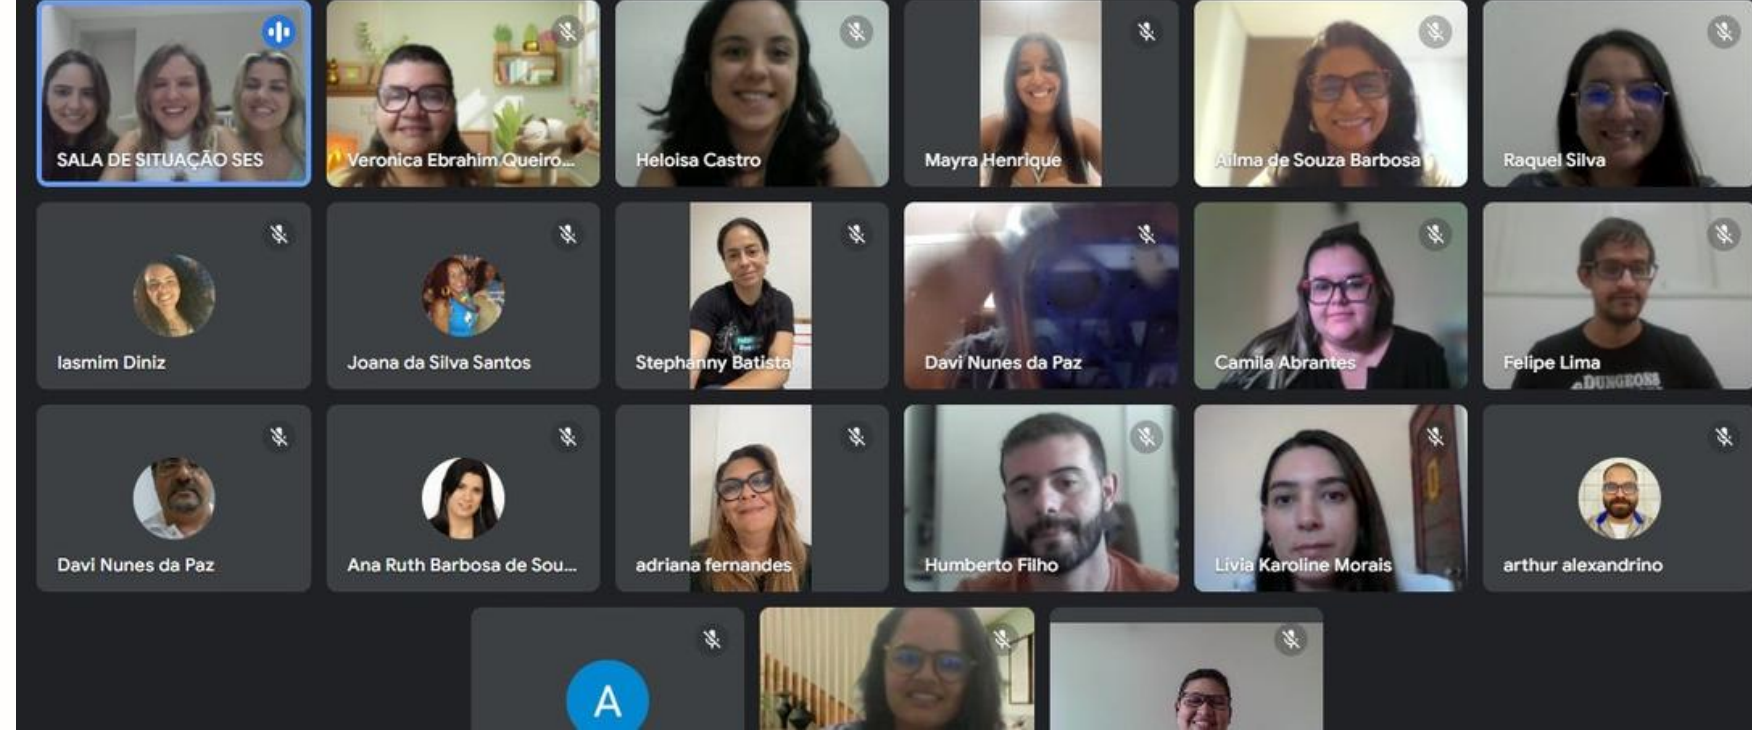 SALA DE SITUAÇÃO SES
Veronica Ebrahim Queiro...
Heloisa Castro
Mayra Henrique
Ailma de Souza Barbosa
Raquel Silva
Iasmim Diniz
Joana da Silva Santos
Stephanny Batista
Davi Nunes da Paz
Camila Abrantes
Felipe Lima
DUNGEONS
Davi Nunes da Paz
Ana Ruth Barbosa de Sou...
adriana fernandes
Humberto Filho
Lívia Karoline Morais
arthur alexandrino
A